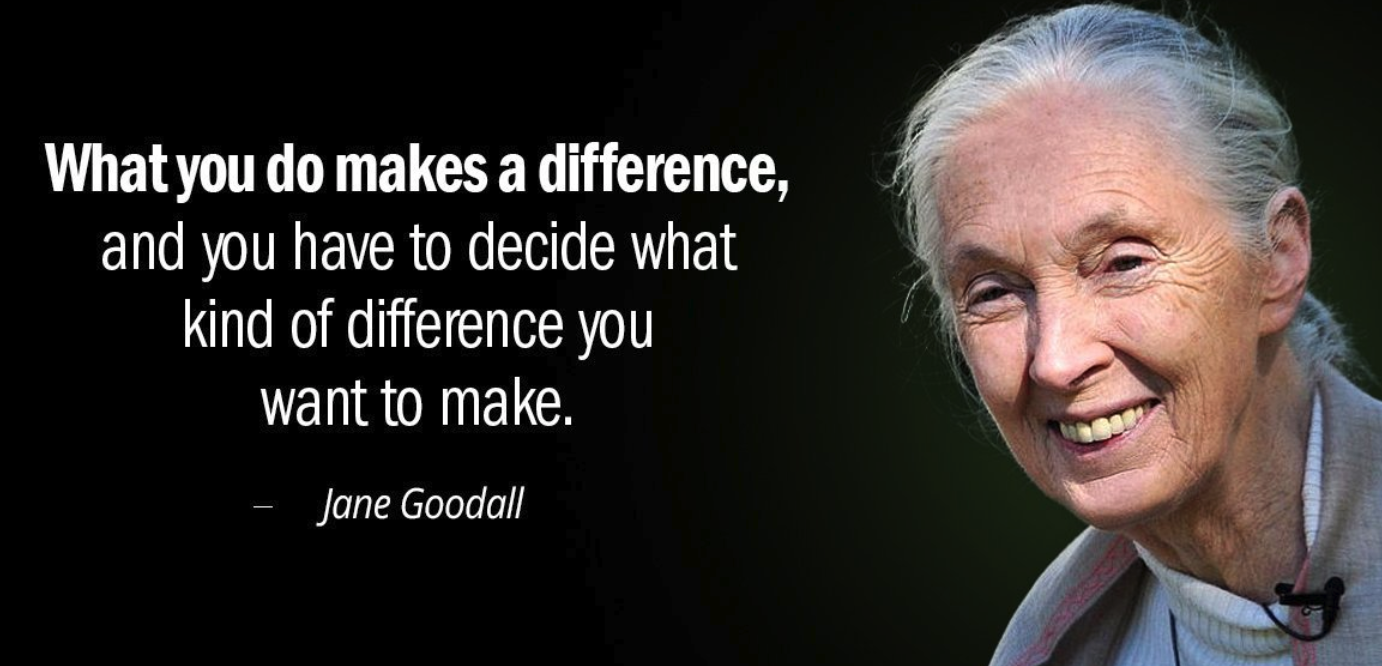 What you do makes a difference,
and you have to decide what
kind of difference you
want to make.
– Jane Goodall